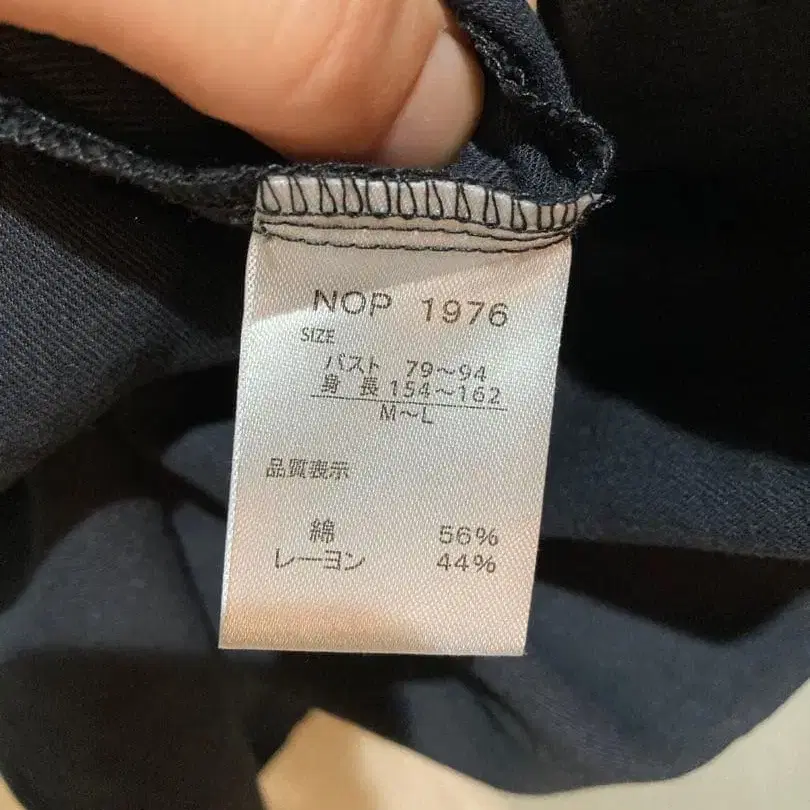 NOP 1976
SIZE
バスト 79～94
身長 154～162
M～L
品質表示
綿 56%
レーヨン 44%